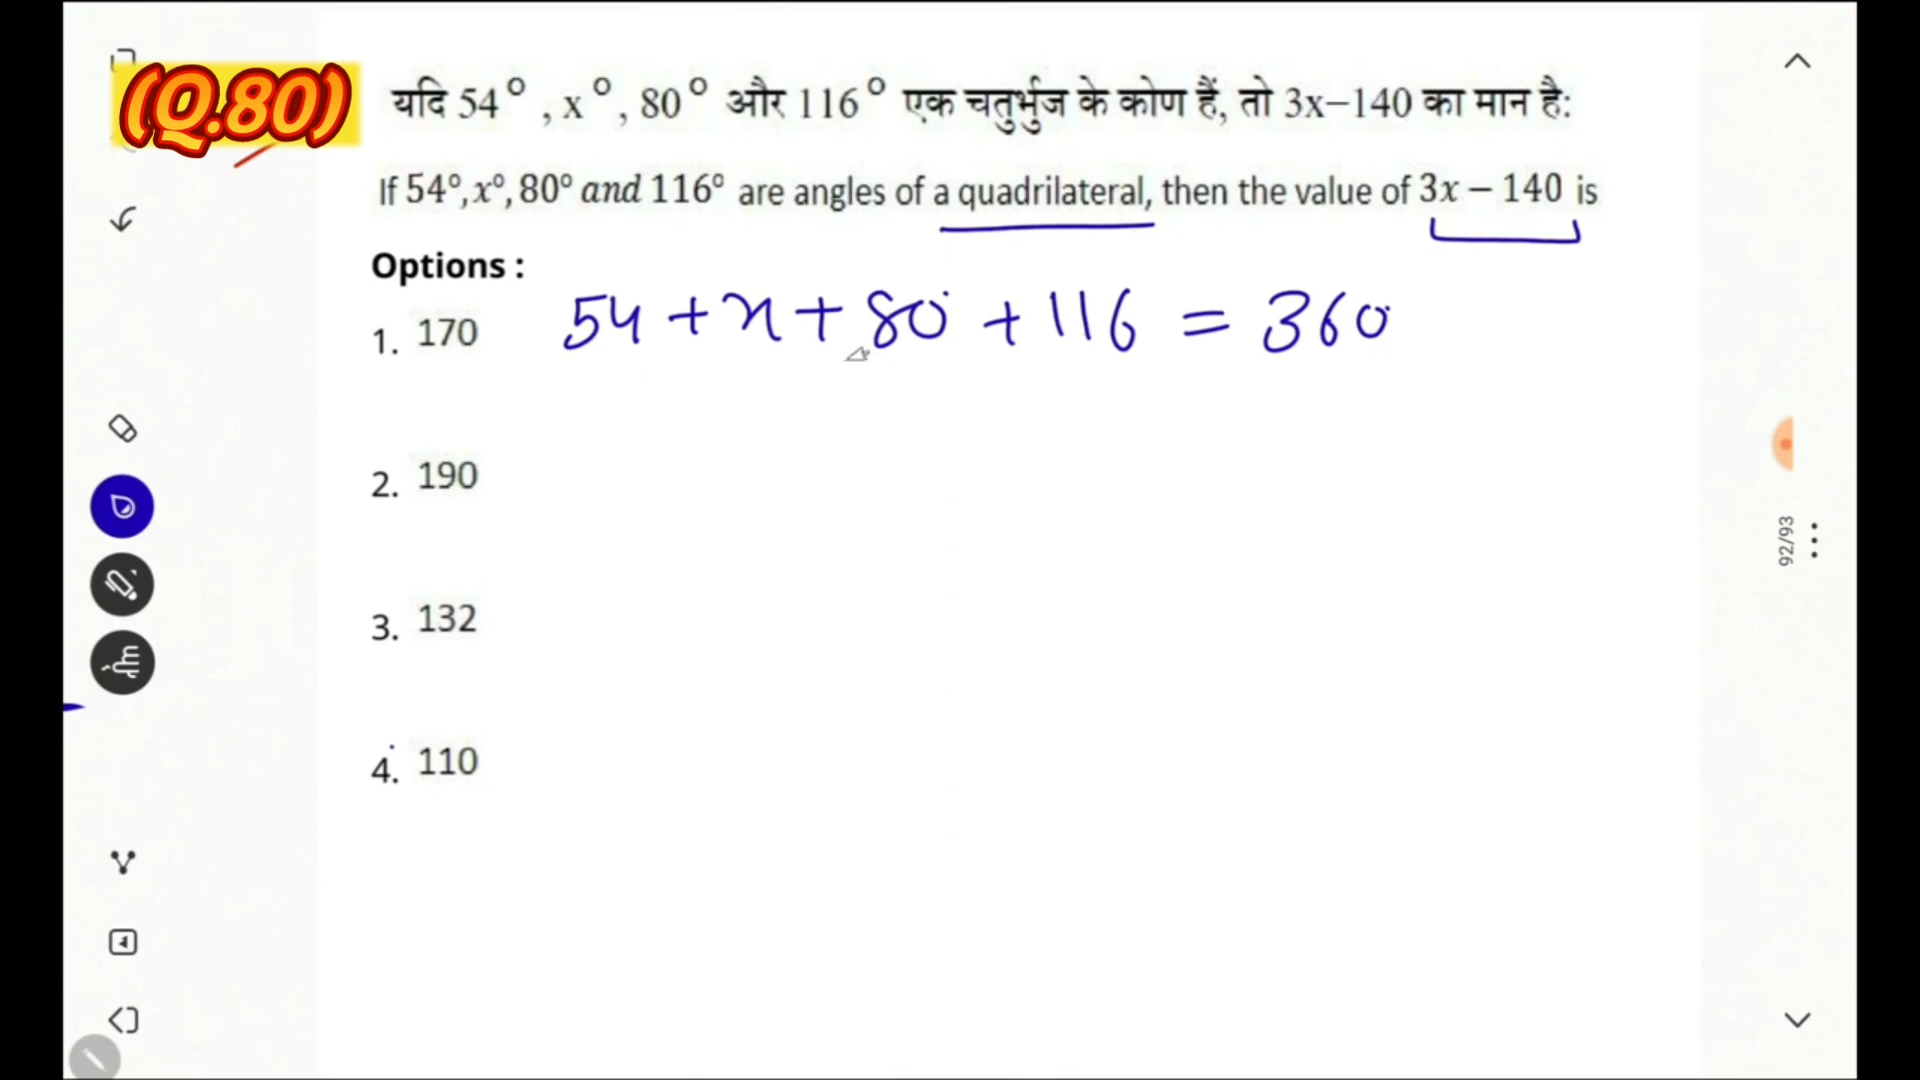 (Q.80)
यदि 54°, x°, 80° और 116° एक चतुर्भुज के कोण हैं, तो 3x−140 का मान है:
If 54°, x°, 80° and 116° are angles of a quadrilateral, then the value of 3x − 140 is
Options :
54 + x + 80 + 116 = 360
1. 170
2. 190
3. 132
4. 110
92/93